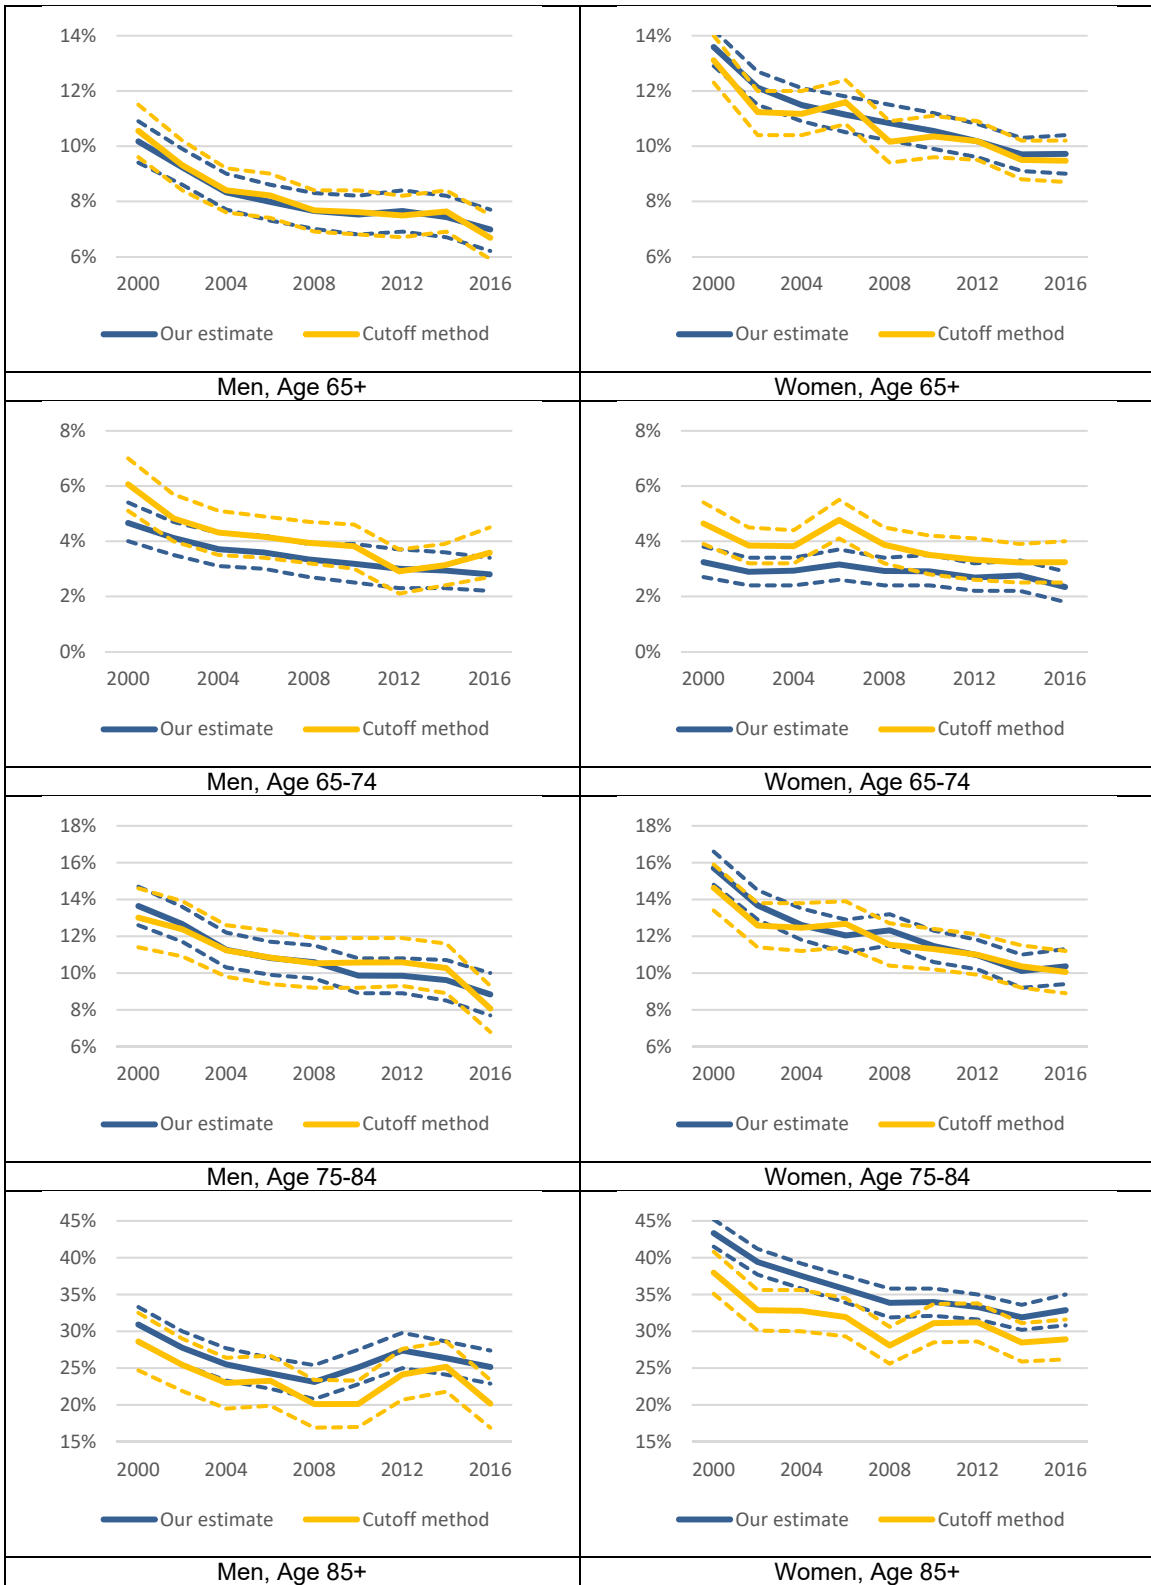 14%
12%
10%
8%
6%
2000 2004 2008 2012 2016
Our estimate Cutoff method
Men, Age 65+
14%
12%
10%
8%
6%
2000 2004 2008 2012 2016
Our estimate Cutoff method
Women, Age 65+
8%
6%
4%
2%
0%
2000 2004 2008 2012 2016
Our estimate Cutoff method
Men, Age 65-74
8%
6%
4%
2%
0%
2000 2004 2008 2012 2016
Our estimate Cutoff method
Women, Age 65-74
18%
16%
14%
12%
10%
8%
6%
2000 2004 2008 2012 2016
Our estimate Cutoff method
Men, Age 75-84
18%
16%
14%
12%
10%
8%
6%
2000 2004 2008 2012 2016
Our estimate Cutoff method
Women, Age 75-84
45%
40%
35%
30%
25%
20%
15%
2000 2004 2008 2012 2016
Our estimate Cutoff method
Men, Age 85+
45%
40%
35%
30%
25%
20%
15%
2000 2004 2008 2012 2016
Our estimate Cutoff method
Women, Age 85+